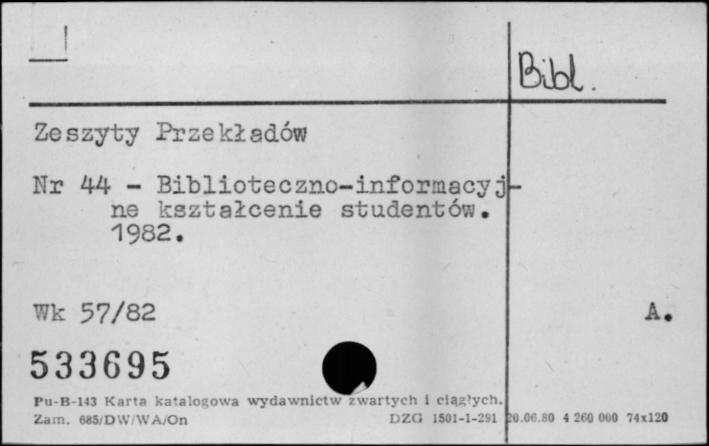 Bibl.
Zeszyty Przekładów
Nr 44 - Biblioteczno-informacyj-
ne kształcenie studentów.
1982.
Wk 57/82 A.
533695
Pu-B-143 Karta katalogowa wydawnictw zwartych i ciągłych.
Zam. 685/DW/WA/On DZG 1501-1-291 20.06.80 4 260 000 74x120